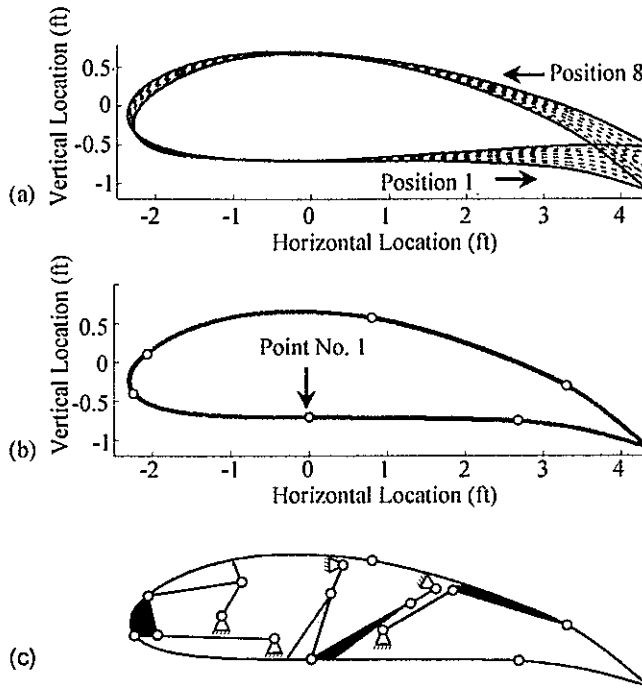 (a)
Vertical Location (ft)
0.5
0
-0.5
-1
Position 8
Position 1
-2 -1 0 1 2 3 4
Horizontal Location (ft)
(b)
Vertical Location (ft)
0.5
0
-0.5
-1
Point No. 1
-2 -1 0 1 2 3 4
Horizontal Location (ft)
(c)